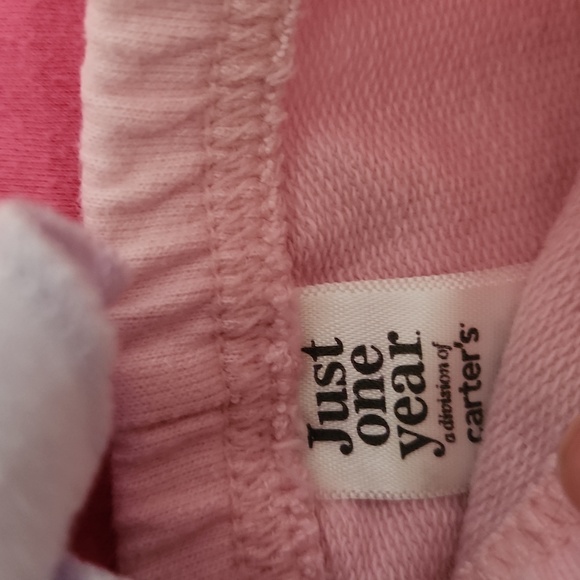 Just
one
year.
a division of
carter's